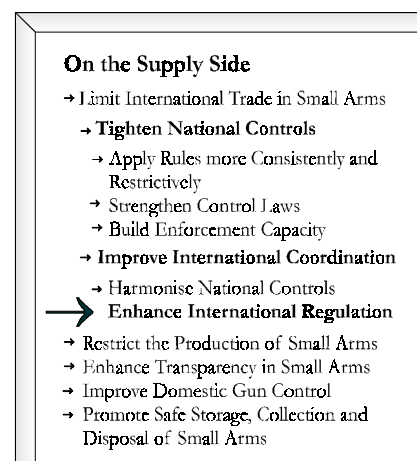 On the Supply Side
→ Limit International Trade in Small Arms
→ Tighten National Controls
→ Apply Rules more Consistently and
Restrictively
→ Strengthen Control Laws
→ Build Enforcement Capacity
→ Improve International Coordination
→ Harmonise National Controls
Enhance International Regulation
→ Restrict the Production of Small Arms
→ Enhance Transparency in Small Arms
→ Improve Domestic Gun Control
→ Promote Safe Storage, Collection and
Disposal of Small Arms